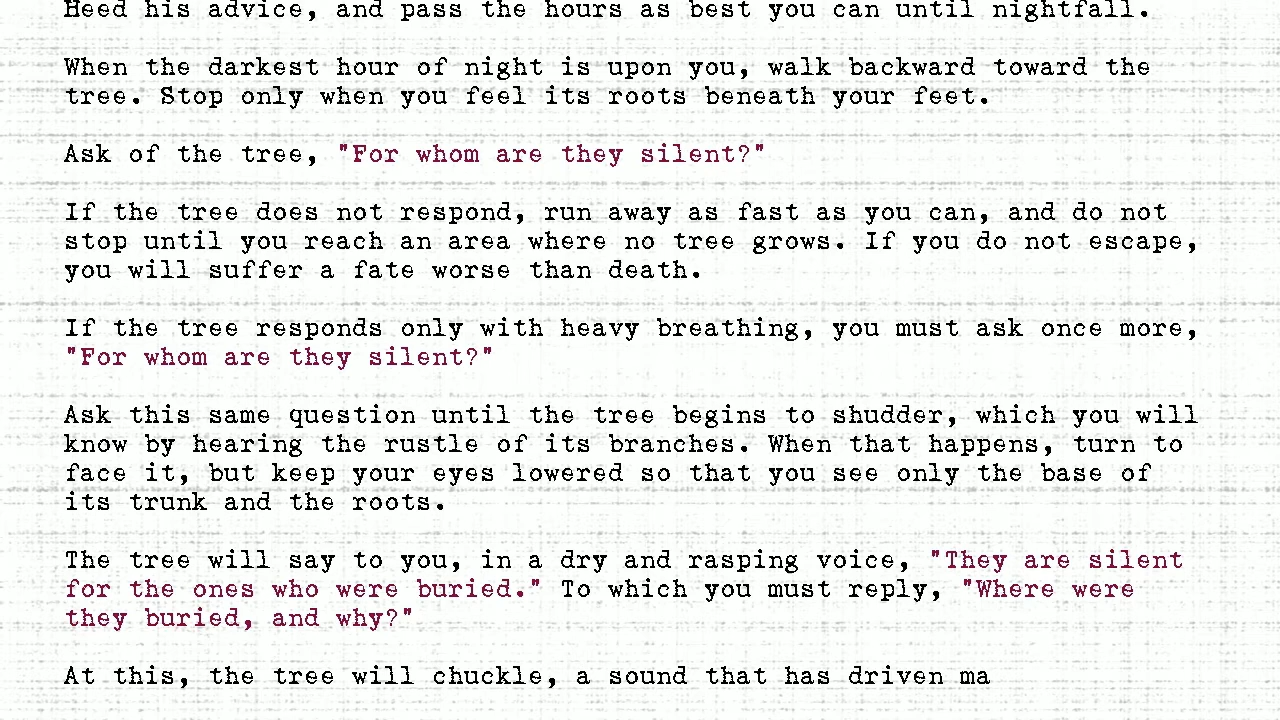 Heed his advice, and pass the hours as best you can until nightfall.
When the darkest hour of night is upon you, walk backward toward the
tree. Stop only when you feel its roots beneath your feet.
Ask of the tree, "For whom are they silent?"
If the tree does not respond, run away as fast as you can, and do not
stop until you reach an area where no tree grows. If you do not escape,
you will suffer a fate worse than death.
If the tree responds only with heavy breathing, you must ask once more,
"For whom are they silent?"
Ask this same question until the tree begins to shudder, which you will
know by hearing the rustle of its branches. When that happens, turn to
face it, but keep your eyes lowered so that you see only the base of
its trunk and the roots.
The tree will say to you, in a dry and rasping voice, "They are silent
for the ones who were buried." To which you must reply, "Where were
they buried, and why?"
At this, the tree will chuckle, a sound that has driven ma